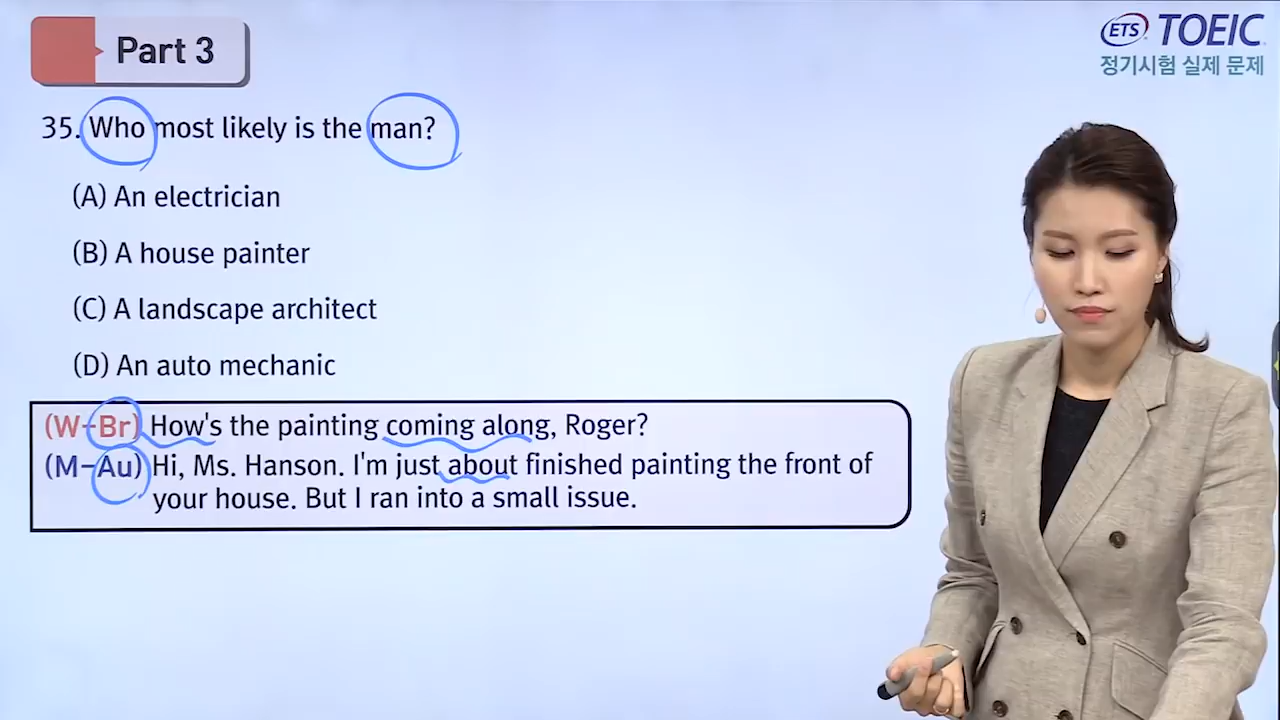 Part 3
ETS TOEIC
정기시험 실제 문제
35. Who most likely is the man?
(A) An electrician
(B) A house painter
(C) A landscape architect
(D) An auto mechanic
(W-Br) How's the painting coming along, Roger?
(M-Au) Hi, Ms. Hanson. I'm just about finished painting the front of
your house. But I ran into a small issue.